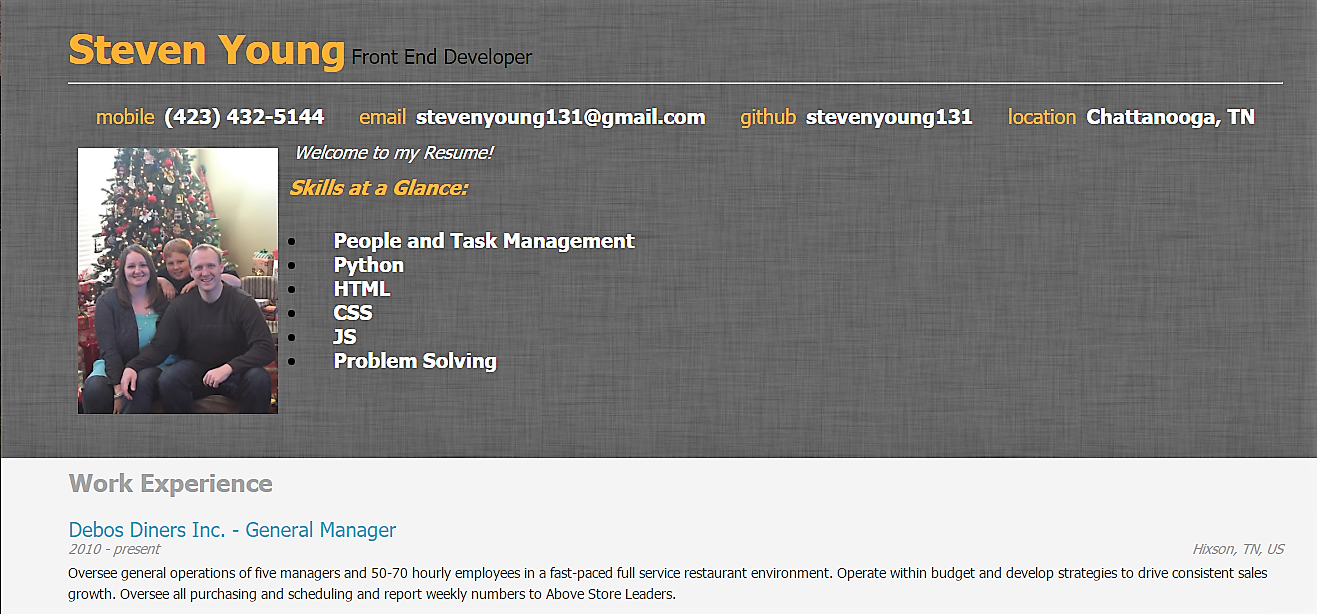 Steven Young Front End Developer
mobile (423) 432-5144 email stevenyoung131@gmail.com github stevenyoung131 location Chattanooga, TN
Welcome to my Resume!
Skills at a Glance:
People and Task Management
Python
HTML
CSS
JS
Problem Solving
Work Experience
Debos Diners Inc. - General Manager
2010 - present Hixson, TN, US
Oversee general operations of five managers and 50-70 hourly employees in a fast-paced full service restaurant environment. Operate within budget and develop strategies to drive consistent sales
growth. Oversee all purchasing and scheduling and report weekly numbers to Above Store Leaders.